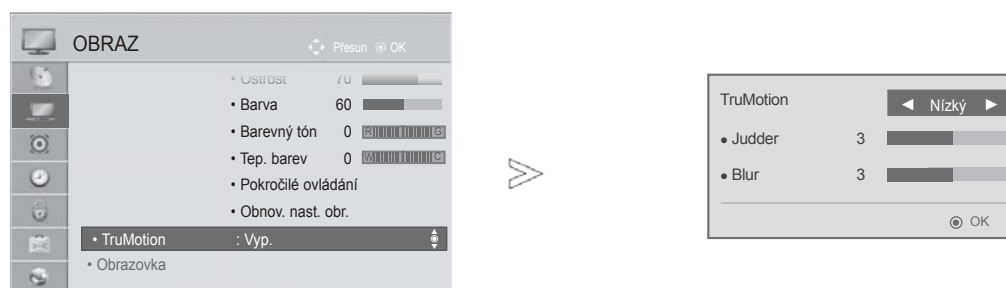 OBRAZ Přesun OK
• Ostrost 70
• Barva 60
• Barevný tón 0 R G
• Tep. barev 0 W C
• Pokročilé ovládání
• Obnov. nast. obr.
• TruMotion : Vyp.
• Obrazovka
TruMotion ◄ Nízký ►
• Judder 3
• Blur 3
OK